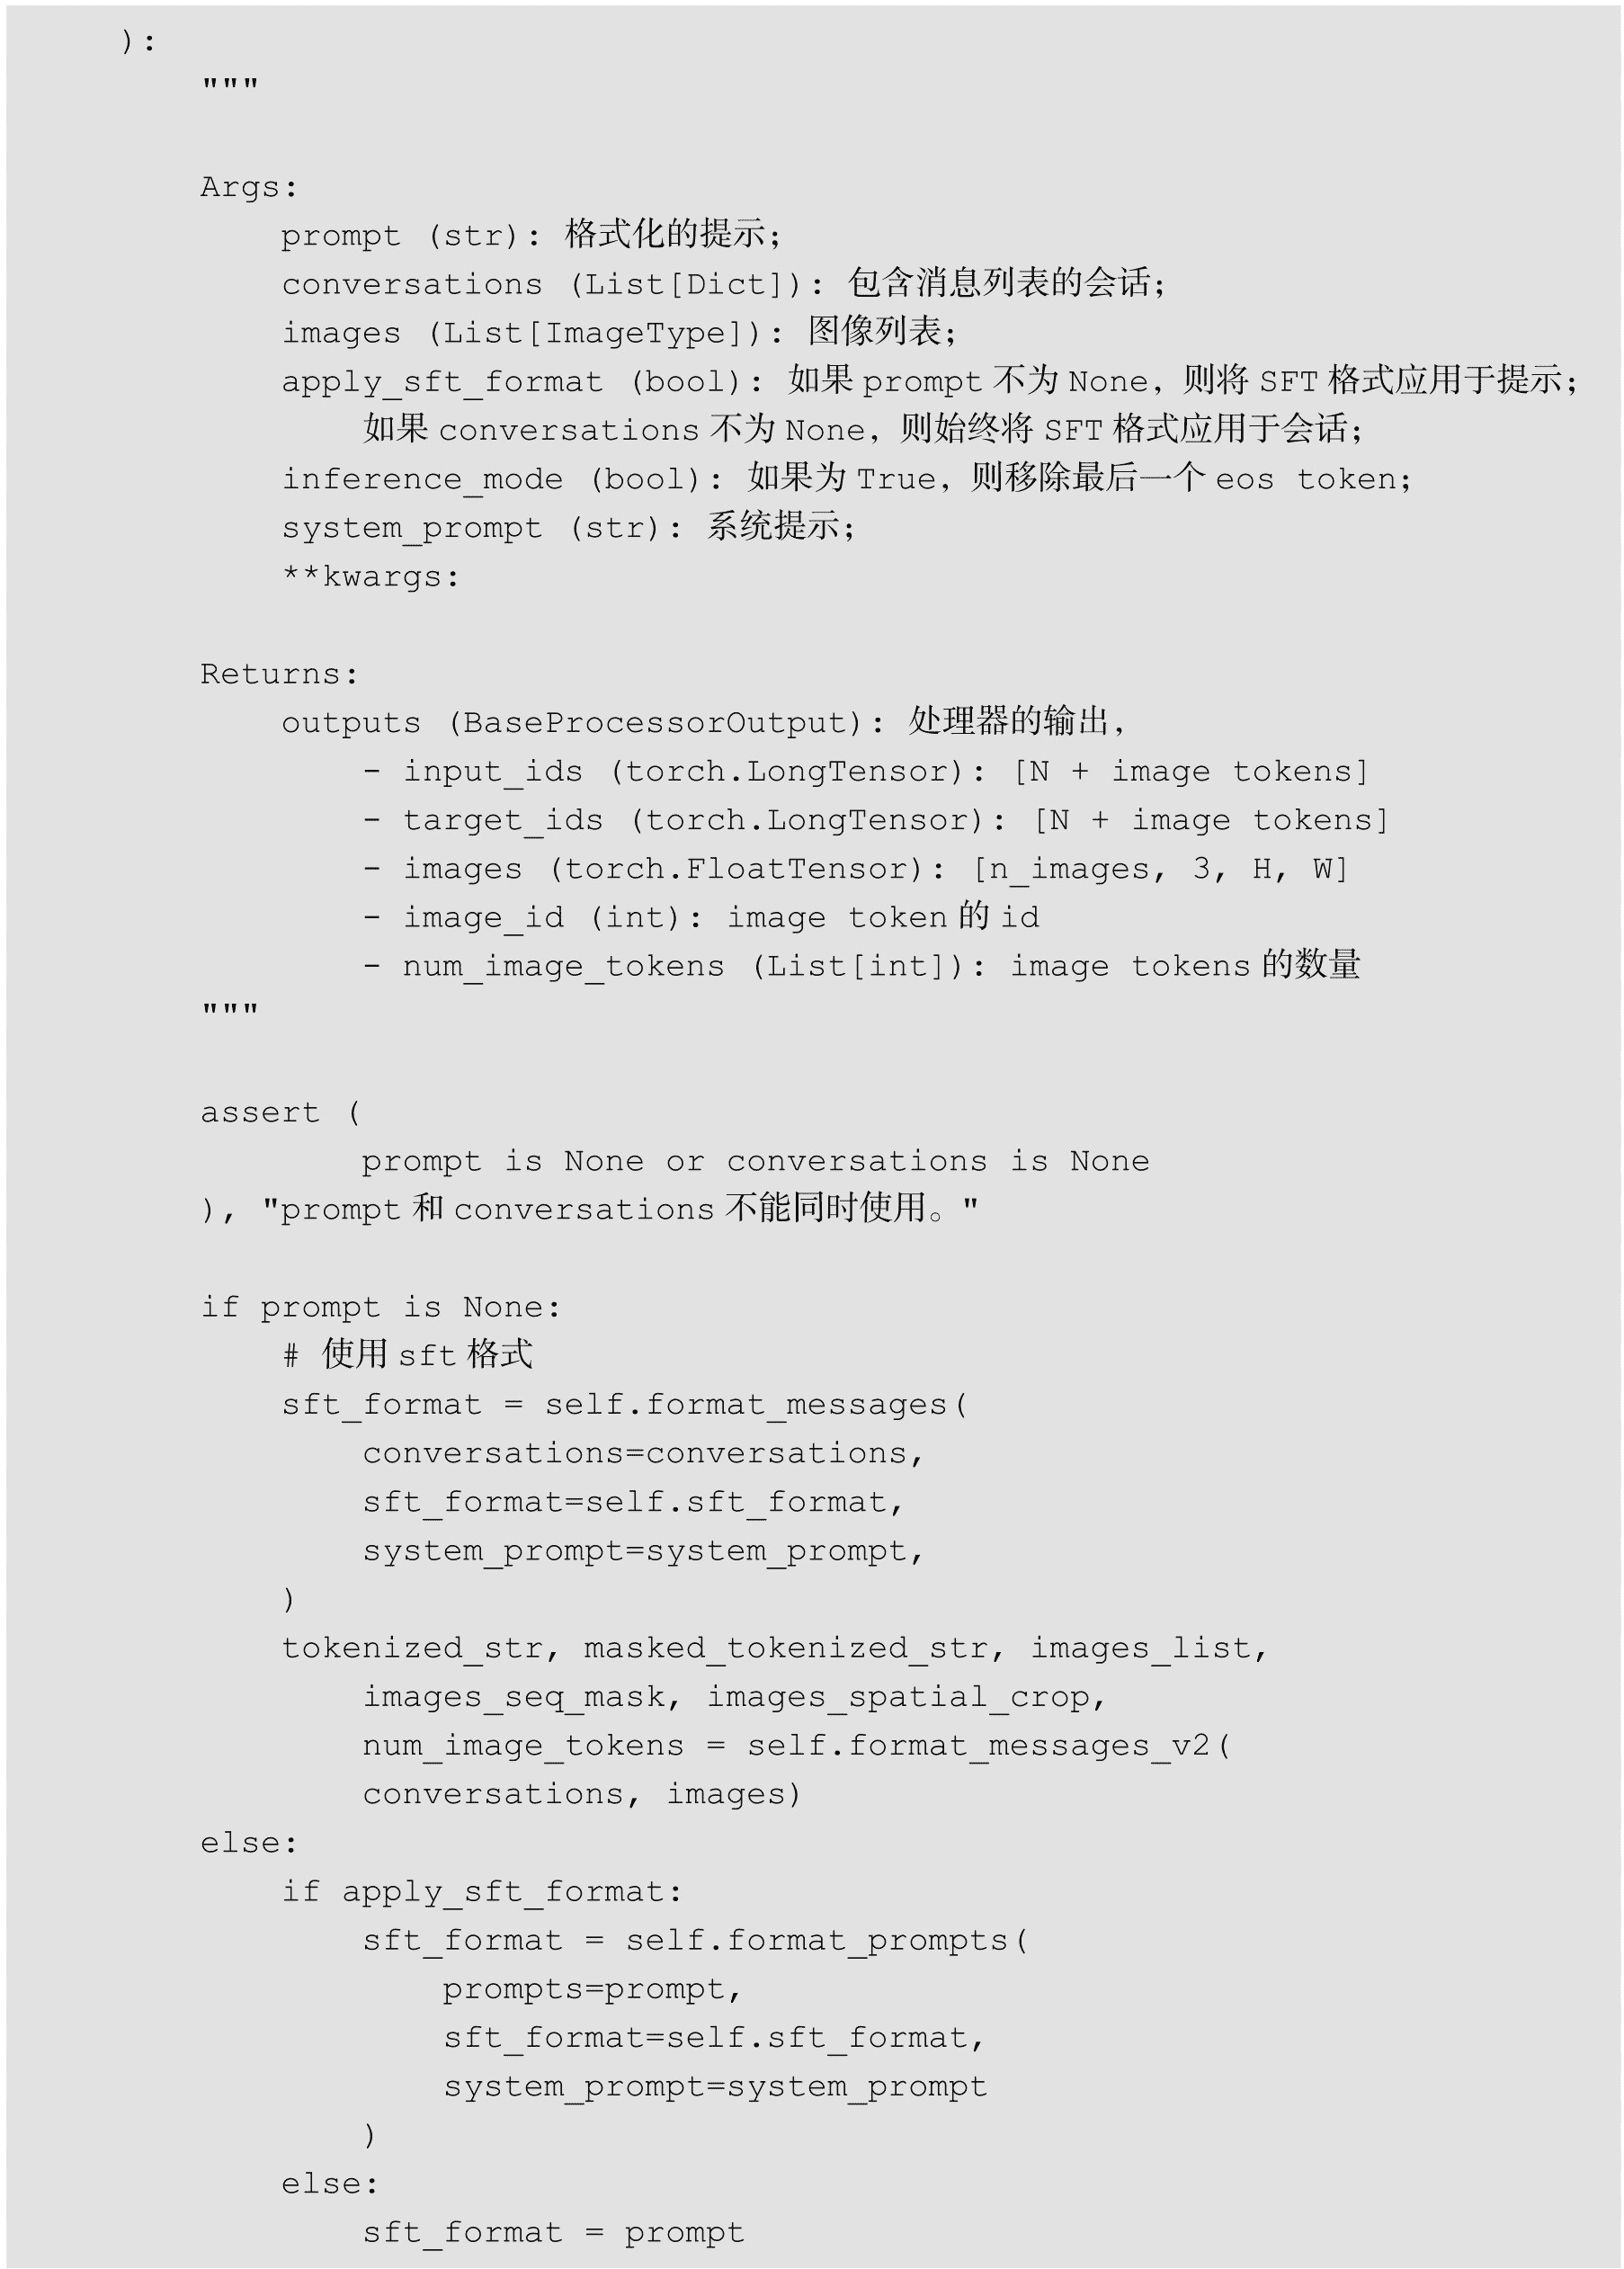 ):
"""
Args:
prompt (str): 格式化的提示；
conversations (List[Dict]): 包含消息列表的会话；
images (List[ImageType]): 图像列表；
apply_sft_format (bool): 如果 prompt 不为 None，则将 SFT 格式应用于提示；
如果 conversations 不为 None，则始终将 SFT 格式应用于会话；
inference_mode (bool): 如果为 True，则移除最后一个 eos token；
system_prompt (str): 系统提示；
**kwargs:
Returns:
outputs (BaseProcessorOutput): 处理器的输出，
- input_ids (torch.LongTensor): [N + image tokens]
- target_ids (torch.LongTensor): [N + image tokens]
- images (torch.FloatTensor): [n_images, 3, H, W]
- image_id (int): image token 的 id
- num_image_tokens (List[int]): image tokens 的数量
"""
assert (
prompt is None or conversations is None
), "prompt 和 conversations 不能同时使用。"
if prompt is None:
# 使用 sft 格式
sft_format = self.format_messages(
conversations=conversations,
sft_format=self.sft_format,
system_prompt=system_prompt,
)
tokenized_str, masked_tokenized_str, images_list,
images_seq_mask, images_spatial_crop,
num_image_tokens = self.format_messages_v2(
conversations, images)
else:
if apply_sft_format:
sft_format = self.format_prompts(
prompts=prompt,
sft_format=self.sft_format,
system_prompt=system_prompt
)
else:
sft_format = prompt